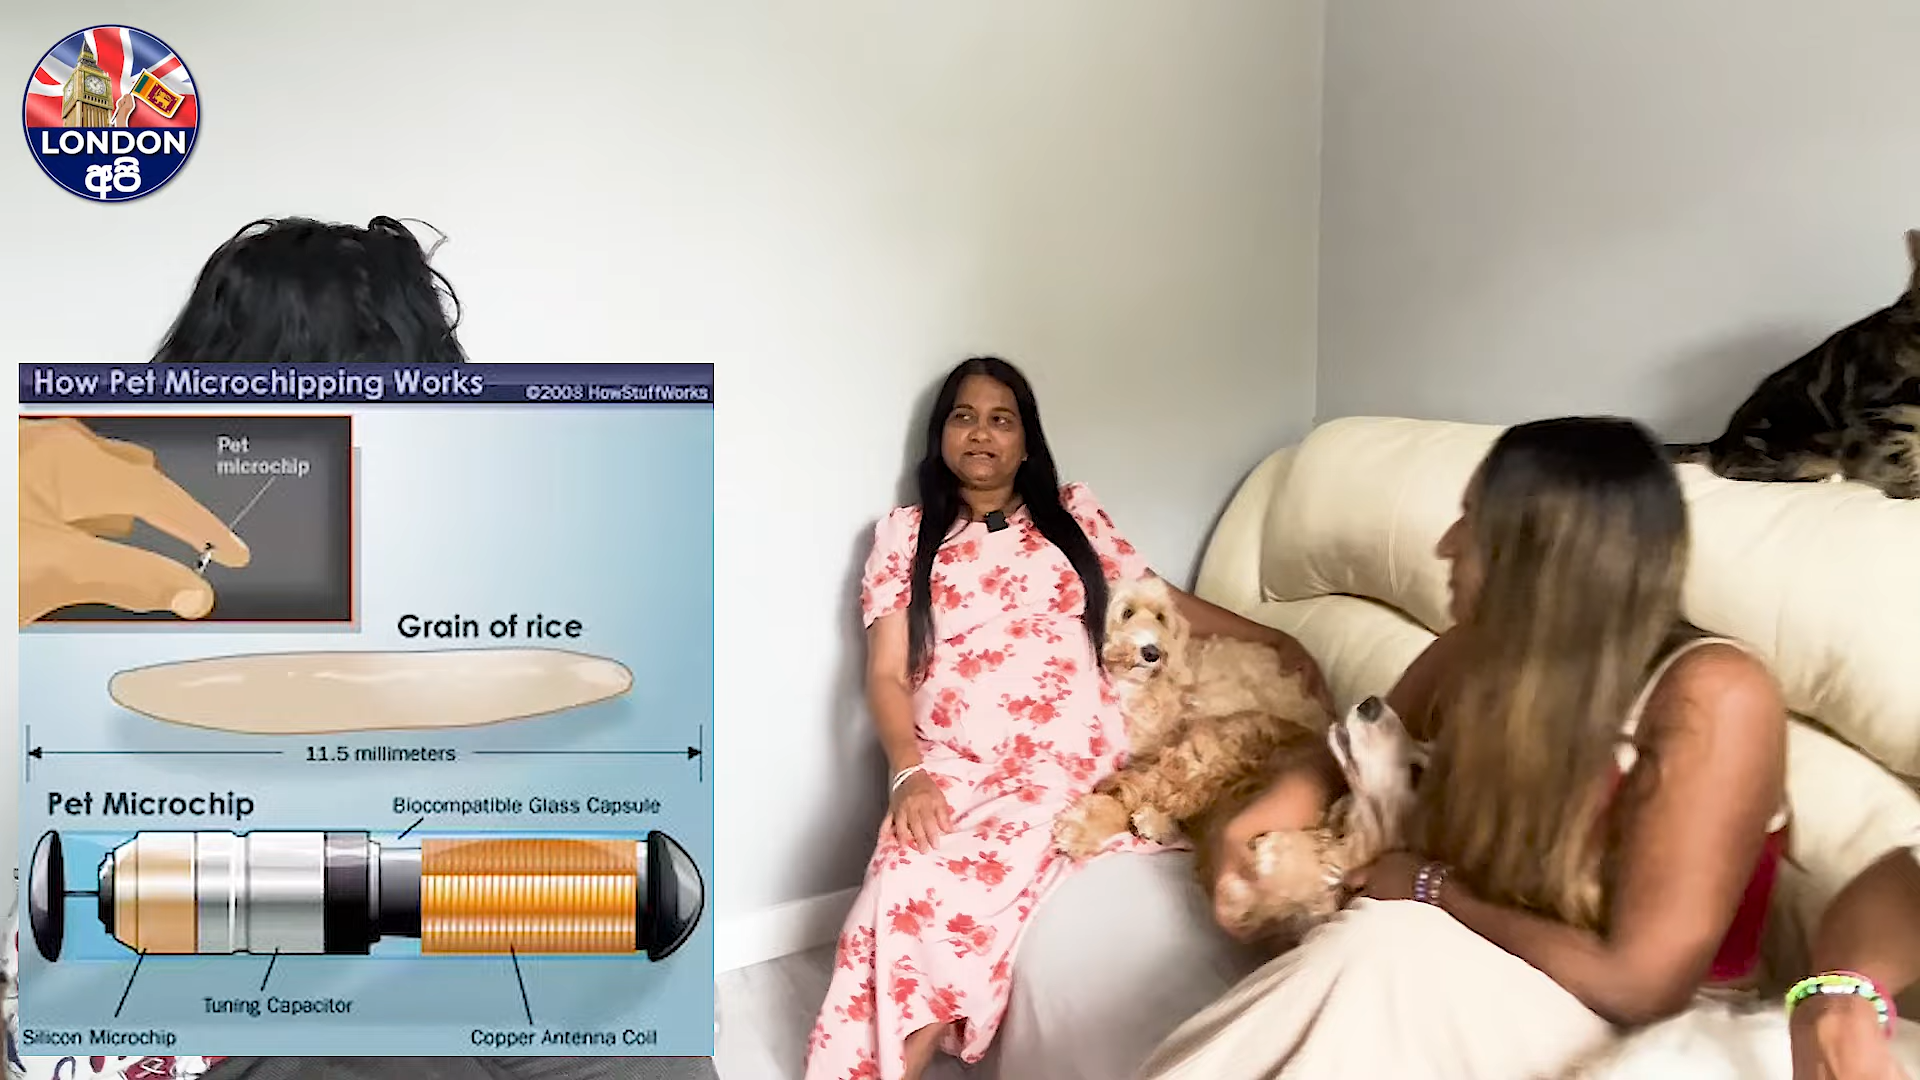 LONDON
අපි
How Pet Microchipping Works
©2008 HowStuffWorks
Pet
microchip
Grain of rice
11.5 millimeters
Pet Microchip
Biocompatible Glass Capsule
Tuning Capacitor
Silicon Microchip
Copper Antenna Coil